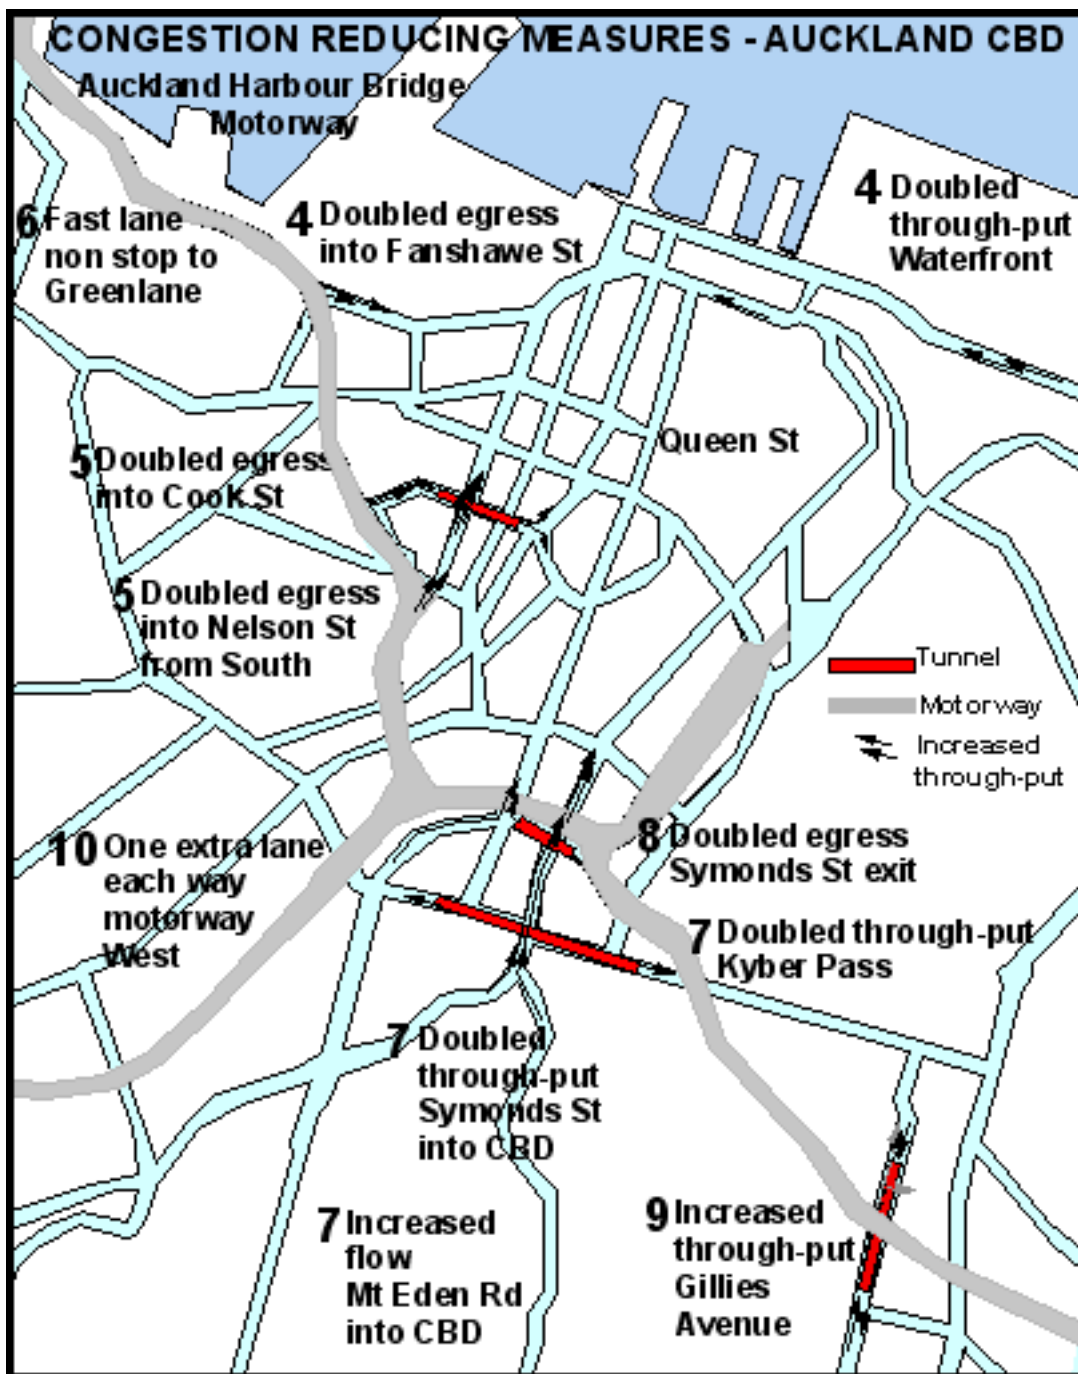 CONGESTION REDUCING MEASURES - AUCKLAND CBD
Auckland Harbour Bridge
Motorway
6 Fast lane
non stop to
Greenlane
4 Doubled egress
into Fanshawe St
4 Doubled
through-put
Waterfront
Queen St
5 Doubled egress
into Cook St
5 Doubled egress
into Nelson St
from South
Tunnel
Motorway
Increased
through-put
10 One extra lane
each way
motorway
West
8 Doubled egress
Symonds St exit
7 Doubled through-put
Kyber Pass
7 Doubled
through-put
Symonds St
into CBD
7 Increased
flow
Mt Eden Rd
into CBD
9 Increased
through-put
Gillies
Avenue